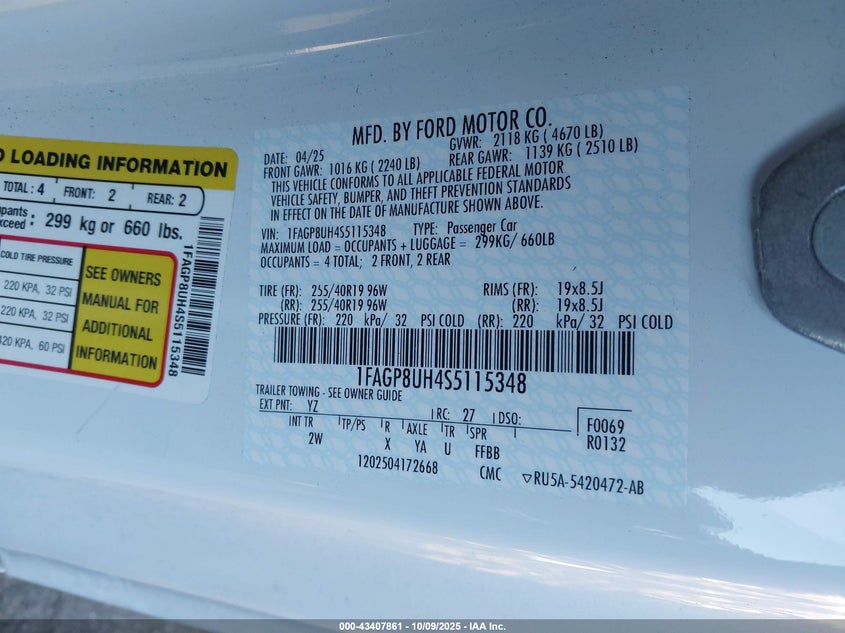 LOADING INFORMATION
TOTAL: 4 FRONT: 2 REAR: 2
299 kg or 660 lbs.
COLD TIRE PRESSURE
220 KPA, 32 PSI
220 KPA, 32 PSI
420 KPA, 60 PSI
SEE OWNERS
MANUAL FOR
ADDITIONAL
INFORMATION
1FAGP8UH4S5115348
MFD. BY FORD MOTOR CO.
DATE: 04/25 GVWR: 2118 KG ( 4670 LB)
FRONT GAWR: 1016 KG ( 2240 LB) REAR GAWR: 1139 KG ( 2510 LB)
THIS VEHICLE CONFORMS TO ALL APPLICABLE FEDERAL MOTOR
VEHICLE SAFETY, BUMPER, AND THEFT PREVENTION STANDARDS
IN EFFECT ON THE DATE OF MANUFACTURE SHOWN ABOVE.
VIN: 1FAGP8UH4S5115348 TYPE: Passenger Car
MAXIMUM LOAD = OCCUPANTS + LUGGAGE = 299KG/ 660LB
OCCUPANTS = 4 TOTAL; 2 FRONT, 2 REAR
TIRE (FR): 255/40R19 96W RIMS (FR): 19x8.5J
(RR): 255/40R19 96W (RR): 19x8.5J
PRESSURE (FR): 220 kPa/ 32 PSI COLD (RR): 220 kPa/ 32 PSI COLD
1FAGP8UH4S5115348
TRAILER TOWING - SEE OWNER GUIDE
EXT PNT: YZ RC: 27 DSO: F0069
INT TR TP/PS R AXLE TR SPR R0132
2W X YA U FFBB
1202504172668 CMC ▽RU5A-5420472-AB
000-43407861 | 10/09/2025 - IAA Inc.